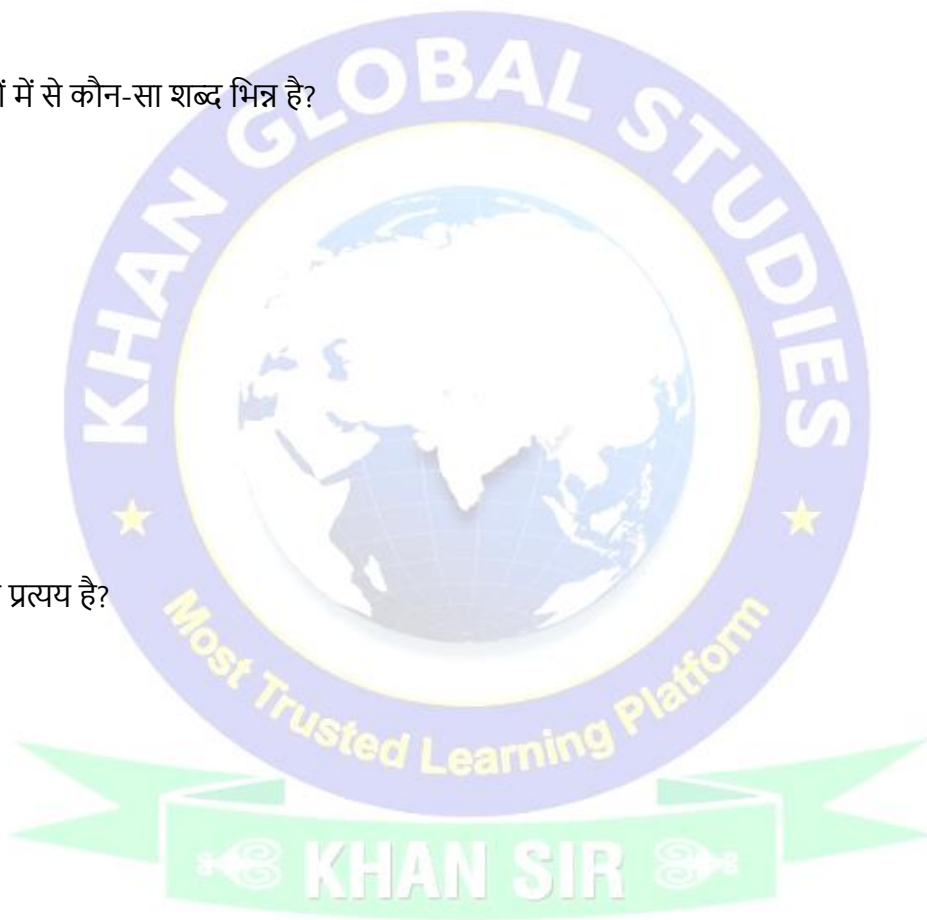 ों में से कौन-सा शब्द भिन्न है?
KHAN GLOBAL STUDIES
प्रत्यय है?
Most Trusted Learning Platform
KHAN SIR